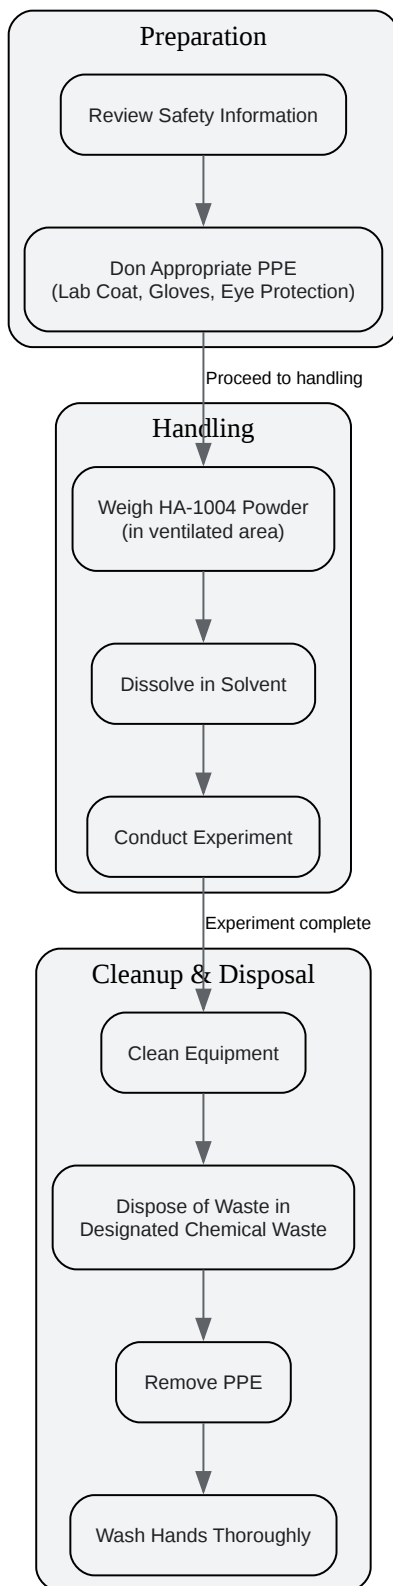 Preparation
Review Safety Information
Don Appropriate PPE
(Lab Coat, Gloves, Eye Protection)
Proceed to handling
Handling
Weigh HA-1004 Powder
(in ventilated area)
Dissolve in Solvent
Conduct Experiment
Experiment complete
Cleanup & Disposal
Clean Equipment
Dispose of Waste in
Designated Chemical Waste
Remove PPE
Wash Hands Thoroughly